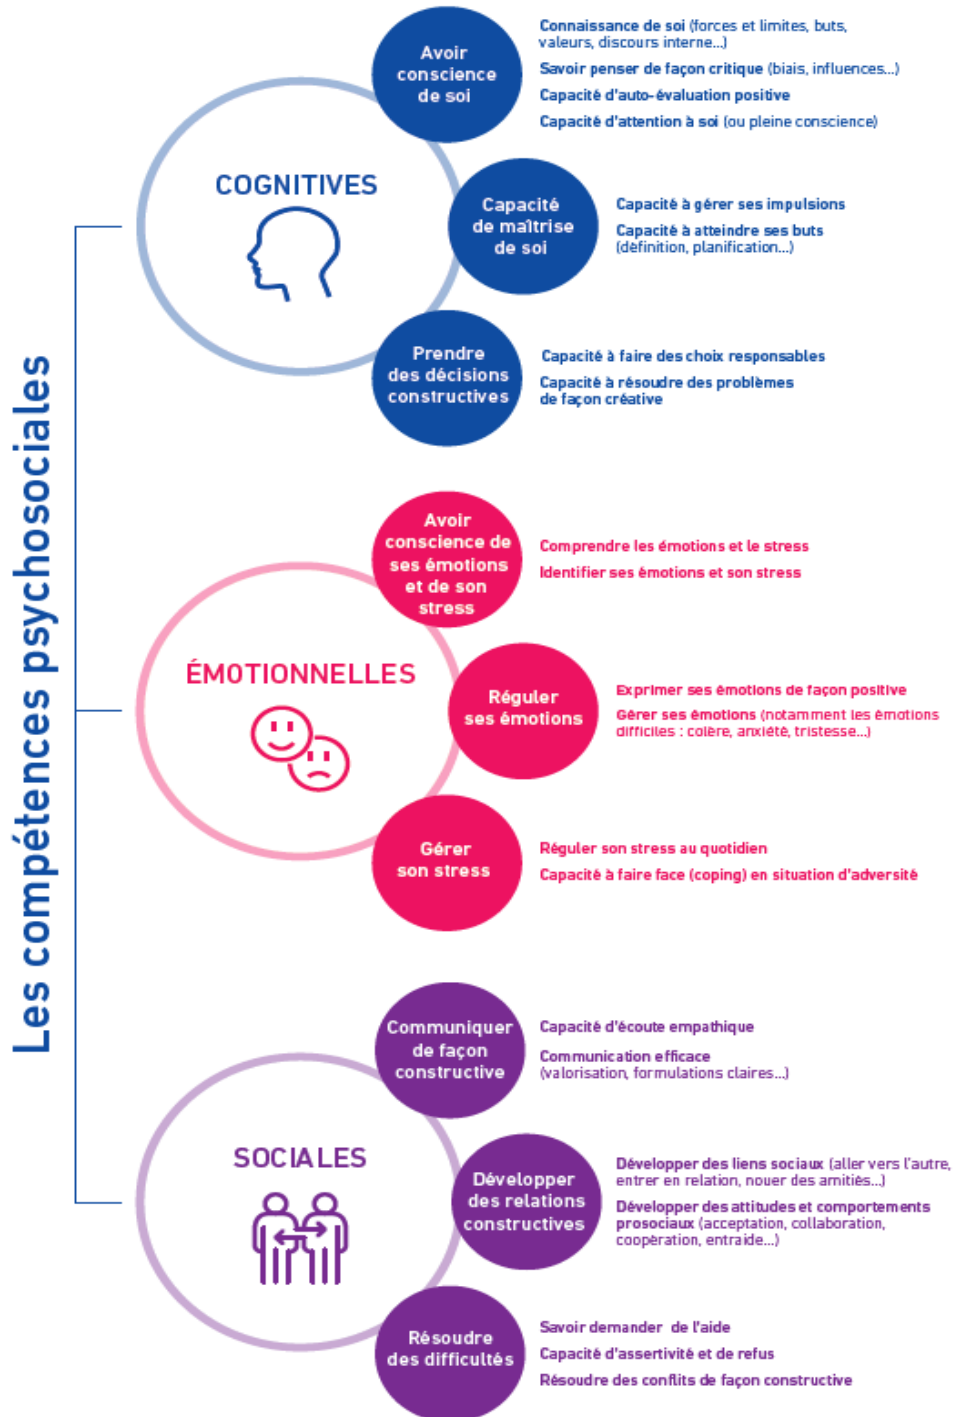 Les compétences psychosociales
COGNITIVES
Avoir
conscience
de soi
Connaissance de soi (forces et limites, buts,
valeurs, discours interne...)
Savoir penser de façon critique (biais, influences...)
Capacité d'auto-évaluation positive
Capacité d'attention à soi (ou pleine conscience)
Capacité
de maîtrise
de soi
Capacité à gérer ses impulsions
Capacité à atteindre ses buts
(définition, planification...)
Prendre
des décisions
constructives
Capacité à faire des choix responsables
Capacité à résoudre des problèmes
de façon créative
ÉMOTIONNELLES
Avoir
conscience de
ses émotions
et de son
stress
Comprendre les émotions et le stress
Identifier ses émotions et son stress
Réguler
ses émotions
Exprimer ses émotions de façon positive
Gérer ses émotions (notamment les émotions
difficiles : colère, anxiété, tristesse...)
Gérer
son stress
Réguler son stress au quotidien
Capacité à faire face (coping) en situation d'adversité
SOCIALES
Communiquer
de façon
constructive
Capacité d'écoute empathique
Communication efficace
(valorisation, formulations claires...)
Développer
des relations
constructives
Développer des liens sociaux (aller vers l'autre,
entrer en relation, nouer des amitiés...)
Développer des attitudes et comportements
prosociaux (acceptation, collaboration,
coopération, entraide...)
Résoudre
des difficultés
Savoir demander de l'aide
Capacité d'assertivité et de refus
Résoudre des conflits de façon constructive